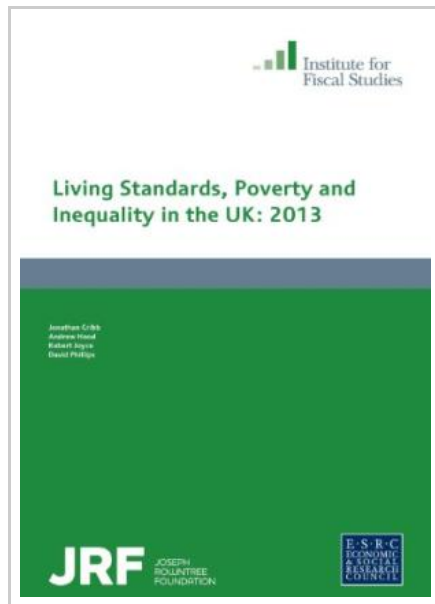 Institute for
Fiscal Studies
Living Standards, Poverty and
Inequality in the UK: 2013
Jonathan Cribb
Andrew Hood
Robert Joyce
David Phillips
JRF
JOSEPH
ROWNTREE
FOUNDATION
E·S·R·C
ECONOMIC
& SOCIAL
RESEARCH
COUNCIL